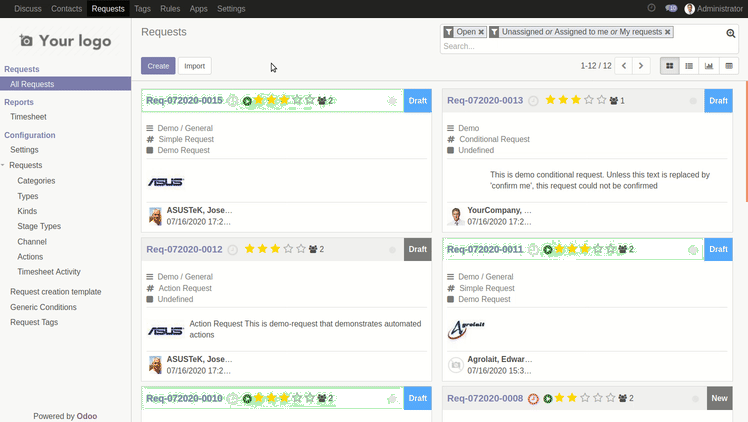 Discuss Contacts Requests Tags Rules Apps Settings
Administrator
Your logo
Requests
All Requests
Reports
Timesheet
Configuration
Settings
Requests
Categories
Types
Kinds
Stage Types
Channel
Actions
Timesheet Activity
Request creation template
Generic Conditions
Request Tags
Powered by Odoo
Requests
Open Unassigned or Assigned to me or My requests
Search...
Create Import
1-12 / 12
Req-072020-0015 2 Draft
Demo / General
Simple Request
Demo Request
ASUS
ASUSTeK, Jose...
07/16/2020 17:2...
Req-072020-0013 1 Draft
Demo
Conditional Request
Undefined
This is demo conditional request. Unless this text is replaced by
'confirm me', this request could not be confirmed
YourCompany, ...
07/16/2020 17:2...
Req-072020-0012 2 Draft
Demo / General
Action Request
Undefined
ASUS
Action Request This is demo-request that demonstrates automated
actions
ASUSTeK, Jose...
07/16/2020 17:2...
Req-072020-0011 2 Draft
Demo / General
Simple Request
Demo Request
Agrolait
Agrolait, Edwar...
07/16/2020 15:3...
Req-072020-0010 2 Draft
Req-072020-0008 2 New